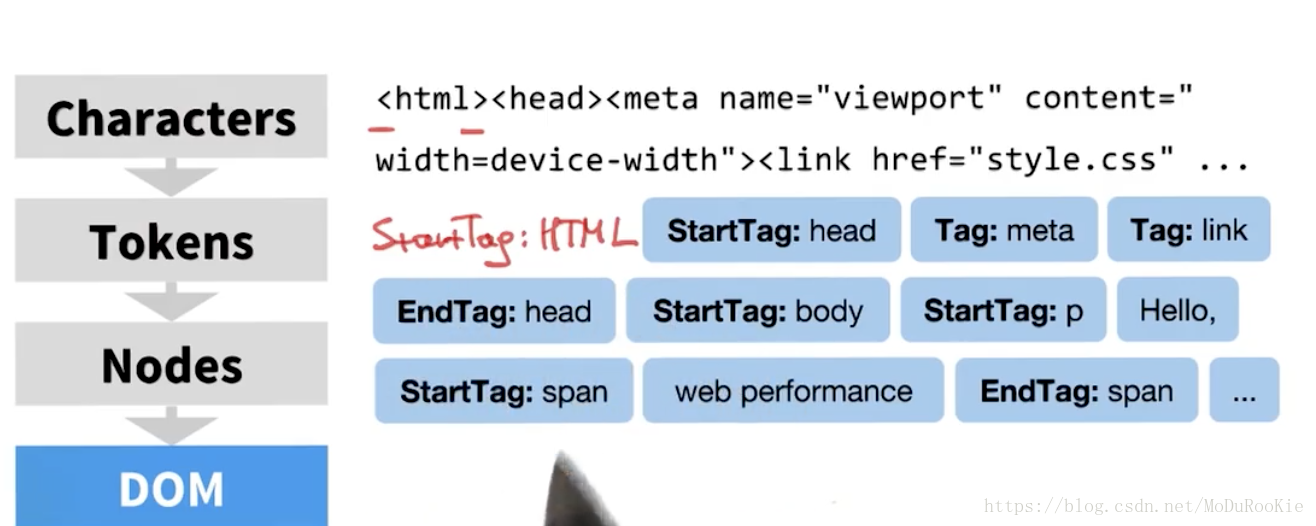 Characters
<html><head><meta name="viewport" content="
width=device-width"><link href="style.css" ...
Tokens
StartTag: HTML StartTag: head Tag: meta Tag: link
EndTag: head StartTag: body StartTag: p Hello,
Nodes
StartTag: span web performance EndTag: span ...
DOM
https://blog.csdn.net/MoDuRooKie